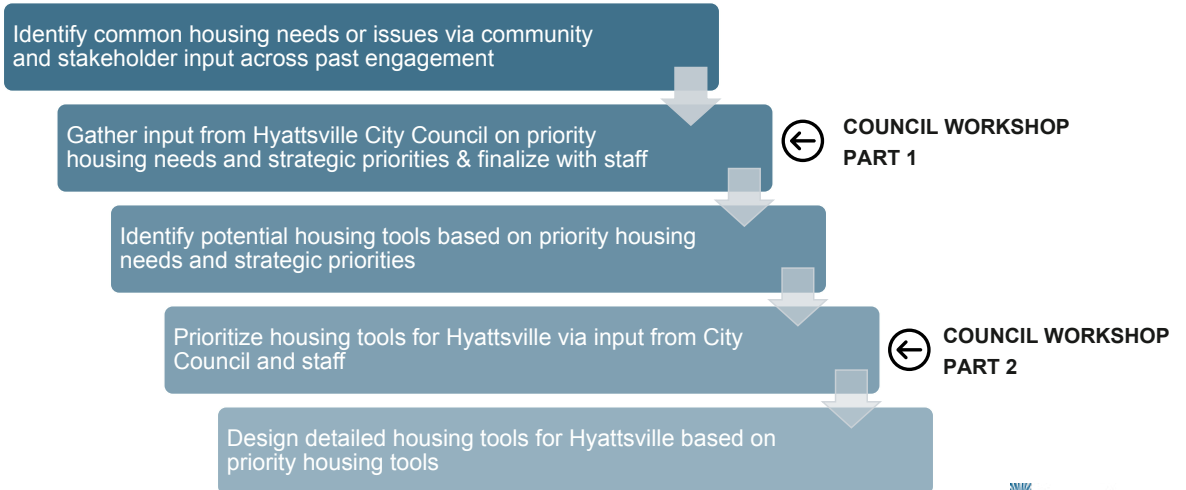 Identify common housing needs or issues via community
and stakeholder input across past engagement
Gather input from Hyattsville City Council on priority
housing needs and strategic priorities & finalize with staff
COUNCIL WORKSHOP
PART 1
Identify potential housing tools based on priority housing
needs and strategic priorities
Prioritize housing tools for Hyattsville via input from City
Council and staff
COUNCIL WORKSHOP
PART 2
Design detailed housing tools for Hyattsville based on
priority housing tools